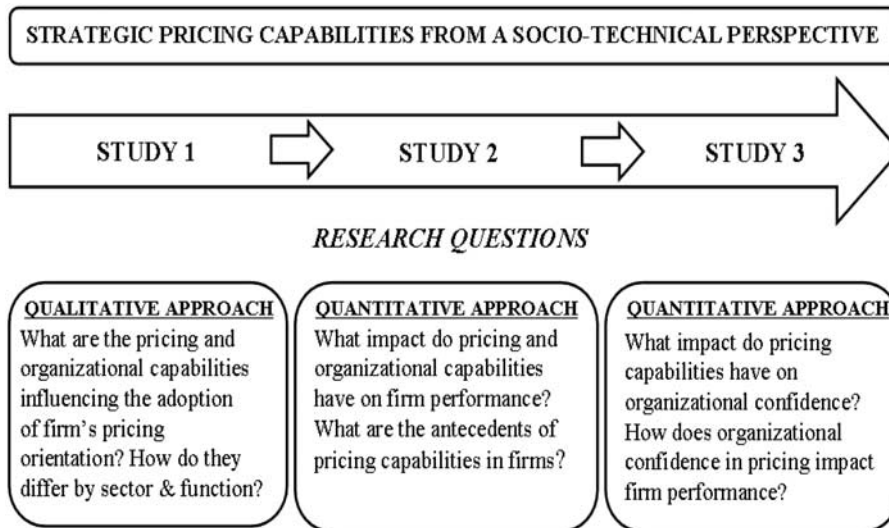 STRATEGIC PRICING CAPABILITIES FROM A SOCIO-TECHNICAL PERSPECTIVE
STUDY 1
STUDY 2
STUDY 3
RESEARCH QUESTIONS
QUALITATIVE APPROACH
What are the pricing and
organizational capabilities
influencing the adoption
of firm's pricing
orientation? How do they
differ by sector & function?
QUANTITATIVE APPROACH
What impact do pricing and
organizational capabilities
have on firm performance?
What are the antecedents of
pricing capabilities in firms?
QUANTITATIVE APPROACH
What impact do pricing
capabilities have on
organizational confidence?
How does organizational
confidence in pricing impact
firm performance?